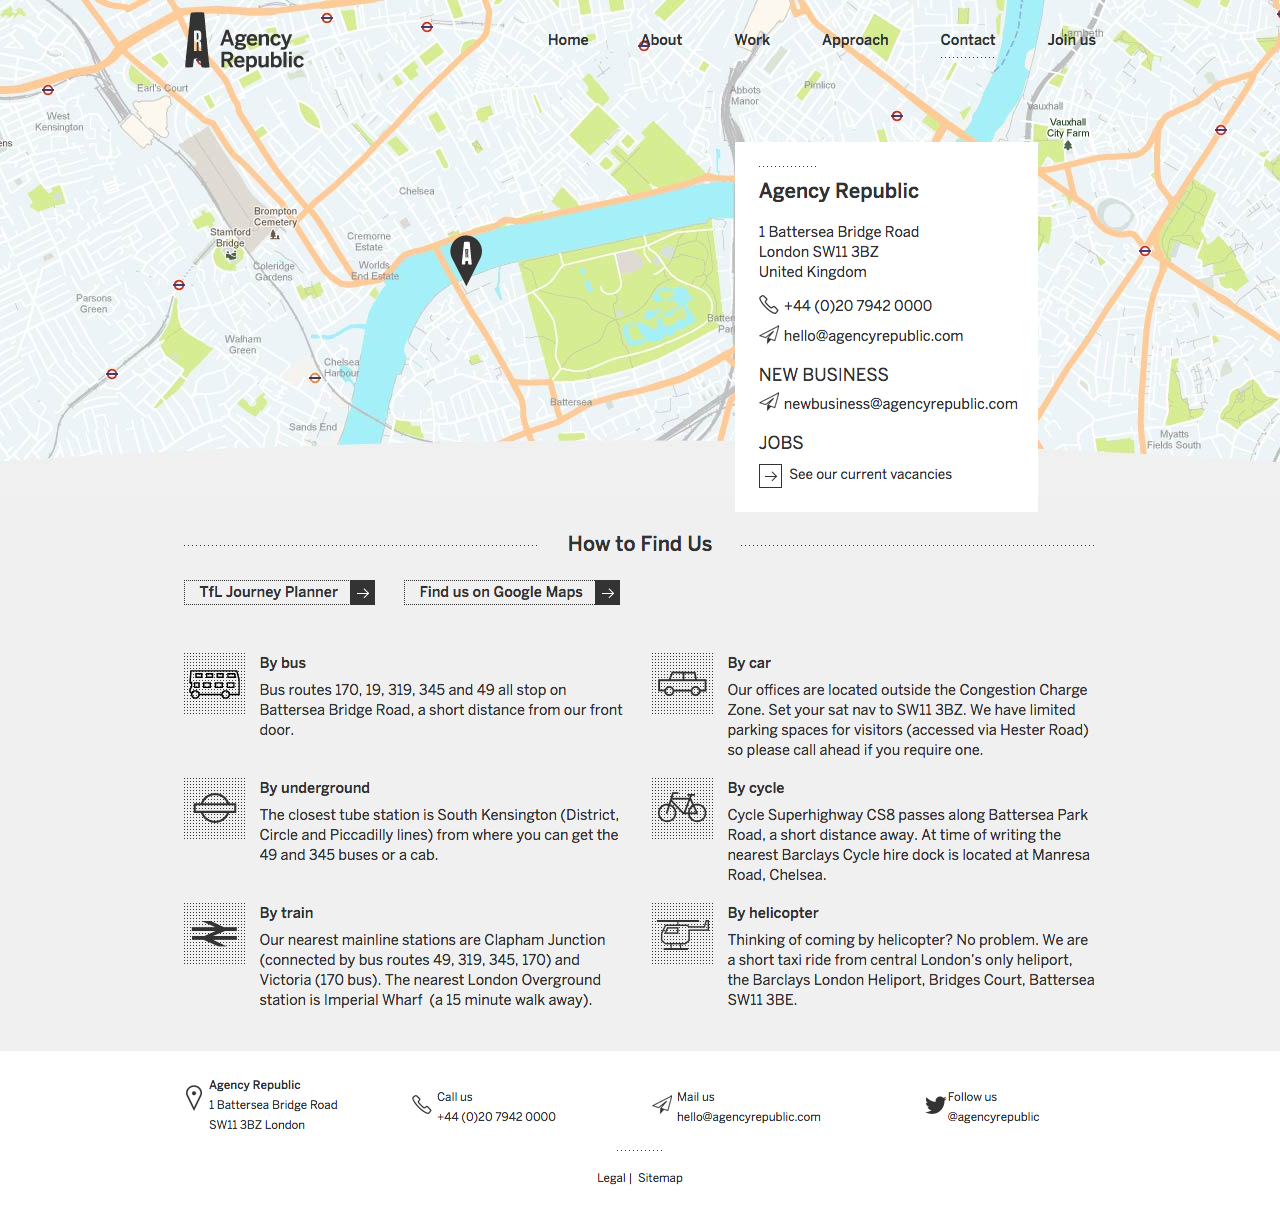 Agency
Republic
Home
About
Work
Approach
Contact
Join us
Lambeth
Earl's Court
Abbots
Manor
Pimlico
Vauxhall
West
Kensington
Vauxhall
City Farm
Chelsea
Brompton
Cemetery
Stamford
Bridge
Cremorne
Estate
Coleridge
Gardens
Worlds
End Estate
Parsons
Green
Walham
Green
Chelsea
Harbour
Battersea
Sands End
Myatts
Fields South
Agency Republic
1 Battersea Bridge Road
London SW11 3BZ
United Kingdom
+44 (0)20 7942 0000
hello@agencyrepublic.com
NEW BUSINESS
newbusiness@agencyrepublic.com
JOBS
See our current vacancies
How to Find Us
TfL Journey Planner
Find us on Google Maps
By bus
Bus routes 170, 19, 319, 345 and 49 all stop on
Battersea Bridge Road, a short distance from our front
door.
By car
Our offices are located outside the Congestion Charge
Zone. Set your sat nav to SW11 3BZ. We have limited
parking spaces for visitors (accessed via Hester Road)
so please call ahead if you require one.
By underground
The closest tube station is South Kensington (District,
Circle and Piccadilly lines) from where you can get the
49 and 345 buses or a cab.
By cycle
Cycle Superhighway CS8 passes along Battersea Park
Road, a short distance away. At time of writing the
nearest Barclays Cycle hire dock is located at Manresa
Road, Chelsea.
By train
Our nearest mainline stations are Clapham Junction
(connected by bus routes 49, 319, 345, 170) and
Victoria (170 bus). The nearest London Overground
station is Imperial Wharf (a 15 minute walk away).
By helicopter
Thinking of coming by helicopter? No problem. We are
a short taxi ride from central London's only heliport,
the Barclays London Heliport, Bridges Court, Battersea
SW11 3BE.
Agency Republic
1 Battersea Bridge Road
SW11 3BZ London
Call us
+44 (0)20 7942 0000
Mail us
hello@agencyrepublic.com
Follow us
@agencyrepublic
Legal | Sitemap